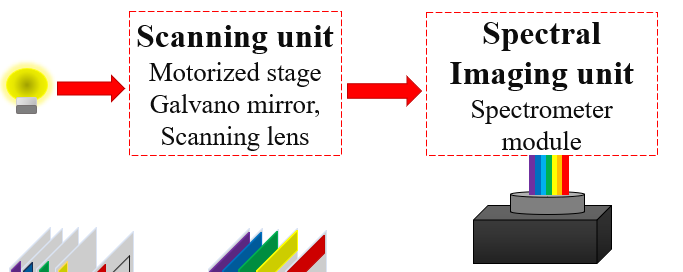 Scanning unit
Motorized stage
Galvano mirror,
Scanning lens
Spectral
Imaging unit
Spectrometer
module